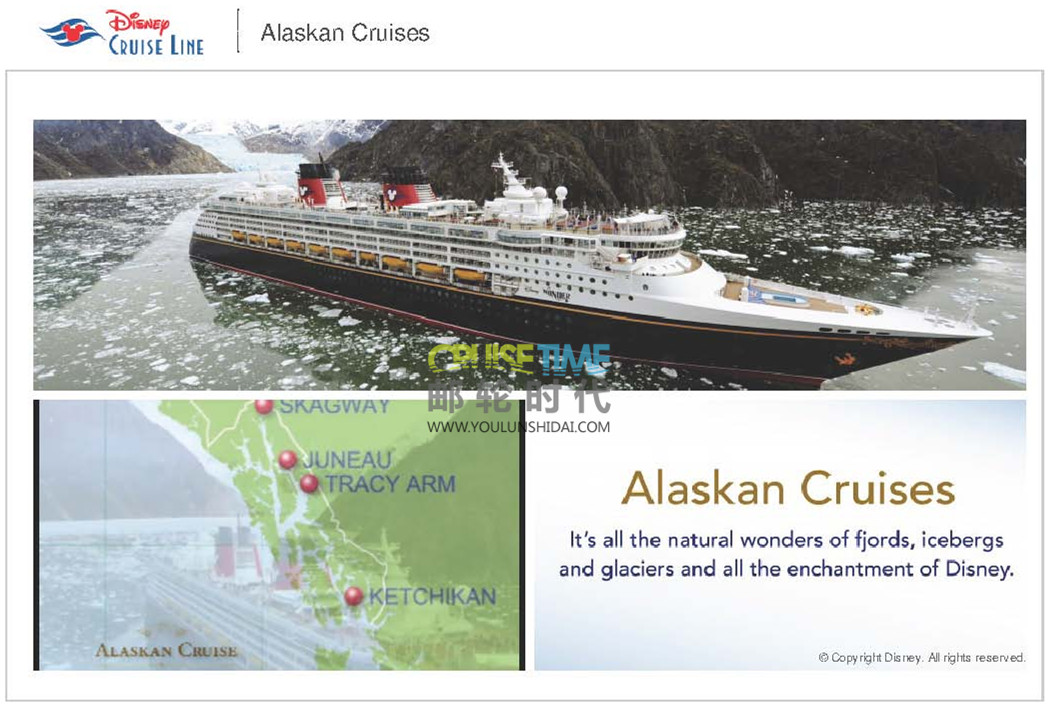 Disney
CRUISE LINE
Alaskan Cruises
WONDER
CRUISE TIME
邮轮时代
WWW.YOULUNSHIDAI.COM
SKAGWAY
JUNEAU
TRACY ARM
KETCHIKAN
ALASKAN CRUISE
Alaskan Cruises
It's all the natural wonders of fjords, icebergs
and glaciers and all the enchantment of Disney.
© Copyright Disney. All rights reserved.